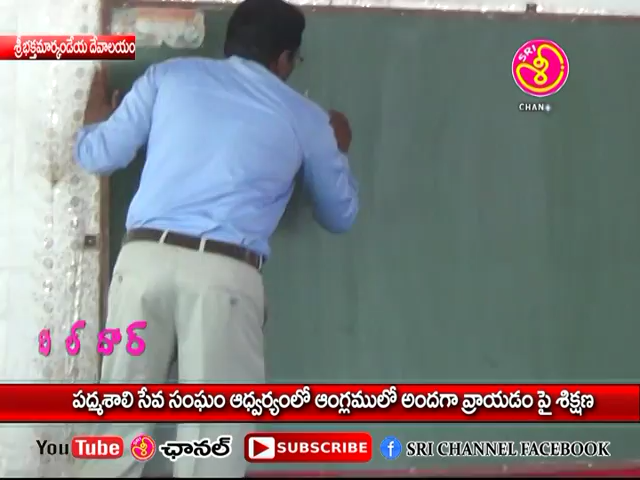 శ్రీభక్తమార్కండేయ దేవాలయం
SRI
శ్రీ
CHAN
పద్మశాలి సేవ సంఘం ఆధ్వర్యంలో ఆంగ్లములో అందగా వ్రాయడం పై శిక్షణ
YouTube SRI శ్రీ ఛానల్ SUBSCRIBE f SRI CHANNEL FACEBOOK